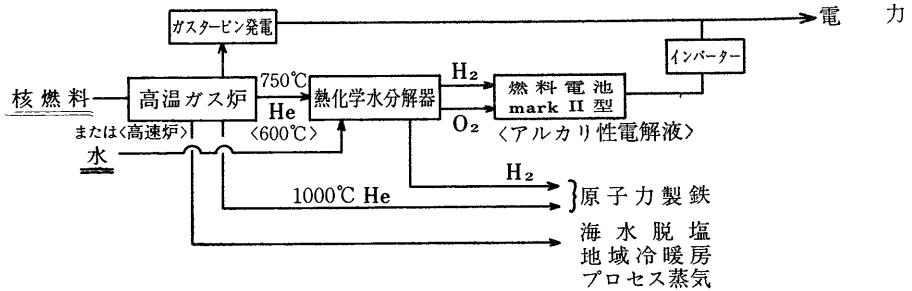 ガスタービン発電
電力
インバーター
核燃料
高温ガス炉
または〈高速炉〉
750℃
He
〈600℃〉
熱化学水分解器
H₂
O₂
燃料電池
mark II 型
〈アルカリ性電解液〉
水
H₂
1000℃ He
}原子力製鉄
海水脱塩
地域冷暖房
プロセス蒸気